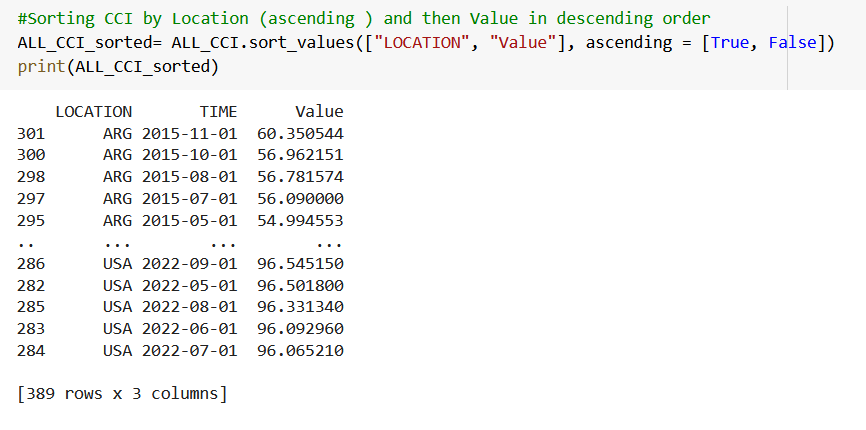 #Sorting CCI by Location (ascending ) and then Value in descending order
ALL_CCI_sorted= ALL_CCI.sort_values(["LOCATION", "Value"], ascending = [True, False])
print(ALL_CCI_sorted)
    LOCATION       TIME      Value
301      ARG 2015-11-01  60.350544
300      ARG 2015-10-01  56.962151
298      ARG 2015-08-01  56.781574
297      ARG 2015-07-01  56.090000
295      ARG 2015-05-01  54.994553
..       ...        ...        ...
286      USA 2022-09-01  96.545150
282      USA 2022-05-01  96.501800
285      USA 2022-08-01  96.331340
283      USA 2022-06-01  96.092960
284      USA 2022-07-01  96.065210
[389 rows x 3 columns]